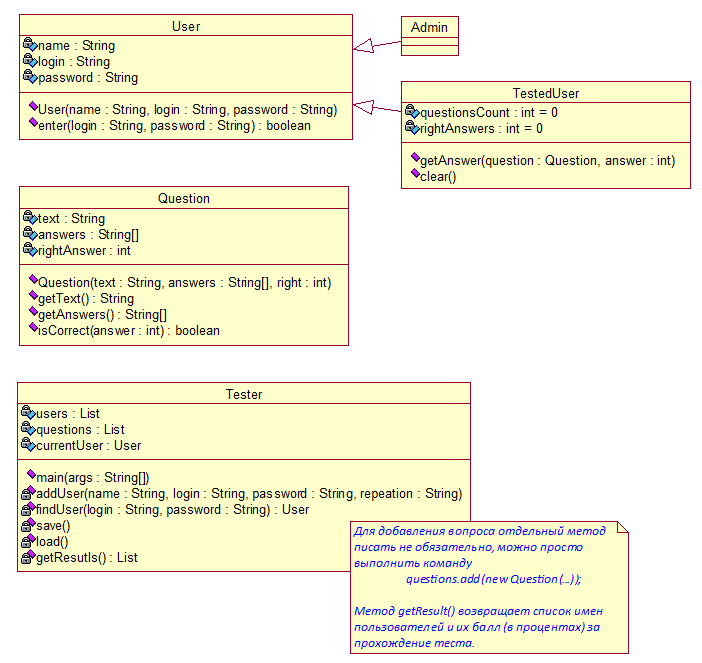 User
name : String
login : String
password : String
User(name : String, login : String, password : String)
enter(login : String, password : String) : boolean
Admin
TestedUser
questionsCount : int = 0
rightAnswers : int = 0
getAnswer(question : Question, answer : int)
clear()
Question
text : String
answers : String[]
rightAnswer : int
Question(text : String, answers : String[], right : int)
getText() : String
getAnswers() : String[]
isCorrect(answer : int) : boolean
Tester
users : List
questions : List
currentUser : User
main(args : String[])
addUser(name : String, login : String, password : String, repeation : String)
findUser(login : String, password : String) : User
save()
load()
getResutls() : List
Для добавления вопроса отдельный метод
писать не обязательно, можно просто
выполнить команду
questions.add(new Question(...));
Метод getResult() возвращает список имен
пользователей и их балл (в процентах) за
прохождение теста.